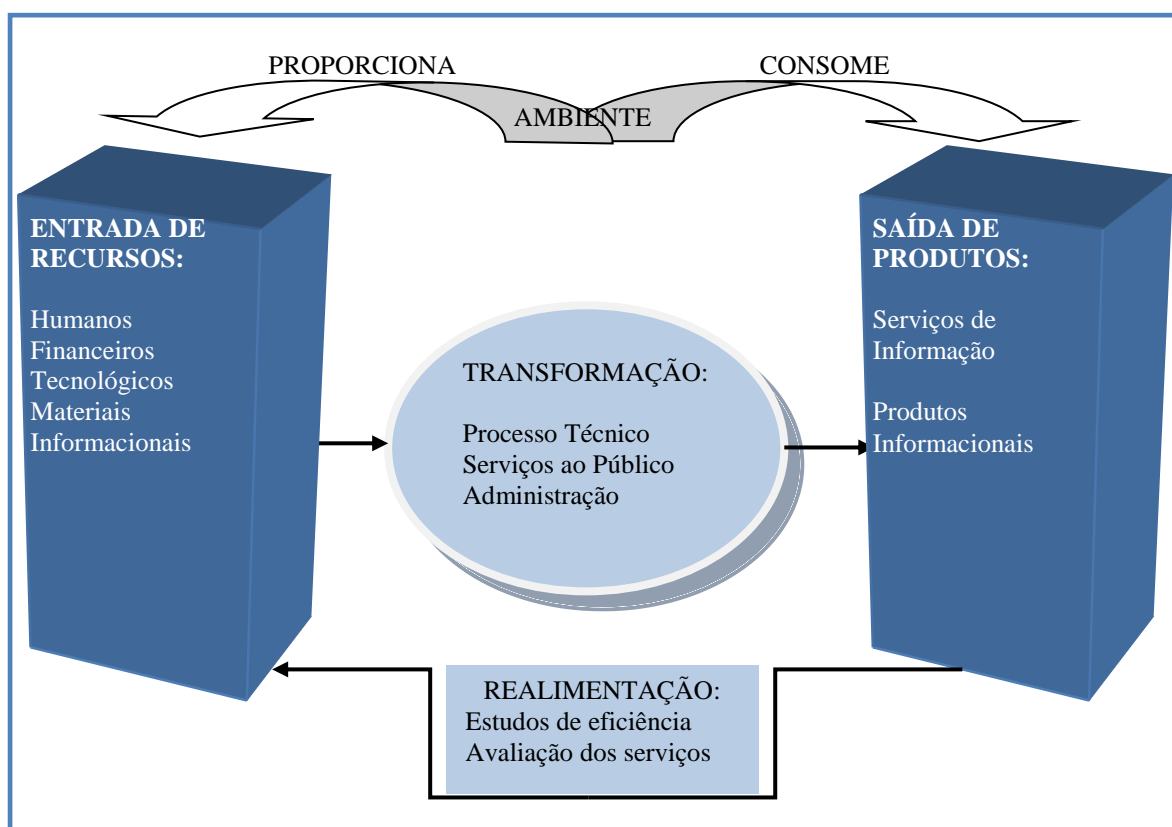 PROPORCIONA
CONSOME
AMBIENTE
ENTRADA DE
RECURSOS:
Humanos
Financeiros
Tecnológicos
Materiais
Informacionais
TRANSFORMAÇÃO:
Processo Técnico
Serviços ao Público
Administração
SAÍDA DE
PRODUTOS:
Serviços de
Informação
Produtos
Informacionais
REALIMENTAÇÃO:
Estudos de eficiência
Avaliação dos serviços